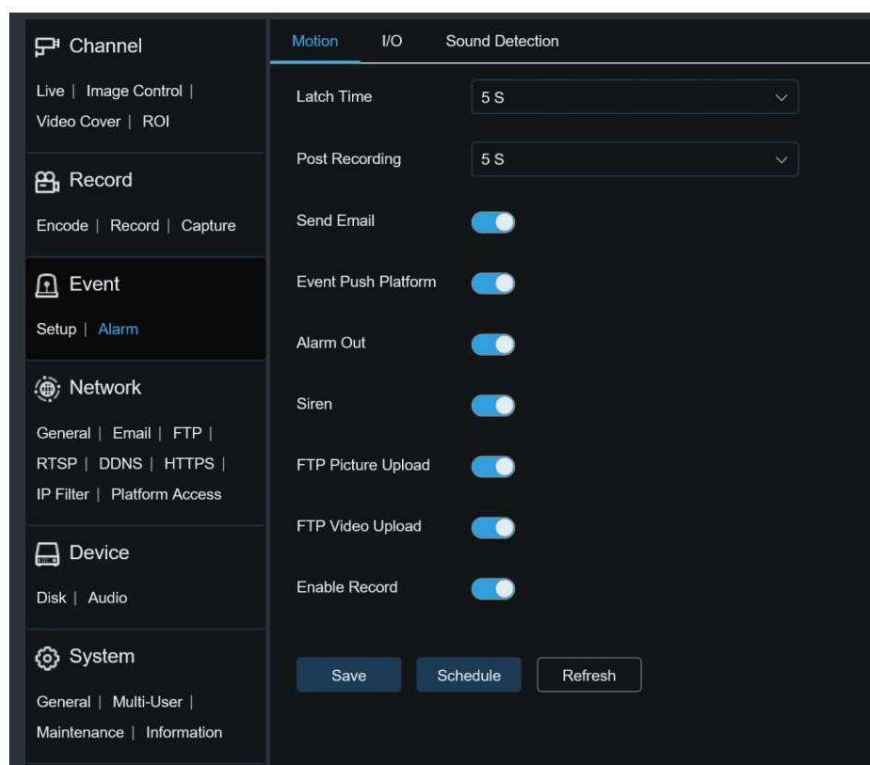 Channel
Live | Image Control |
Video Cover | ROI
Record
Encode | Record | Capture
Event
Setup | Alarm
Network
General | Email | FTP |
RTSP | DDNS | HTTPS |
IP Filter | Platform Access
Device
Disk | Audio
System
General | Multi-User |
Maintenance | Information
Motion I/O Sound Detection
Latch Time 5 S
Post Recording 5 S
Send Email
Event Push Platform
Alarm Out
Siren
FTP Picture Upload
FTP Video Upload
Enable Record
Save Schedule Refresh